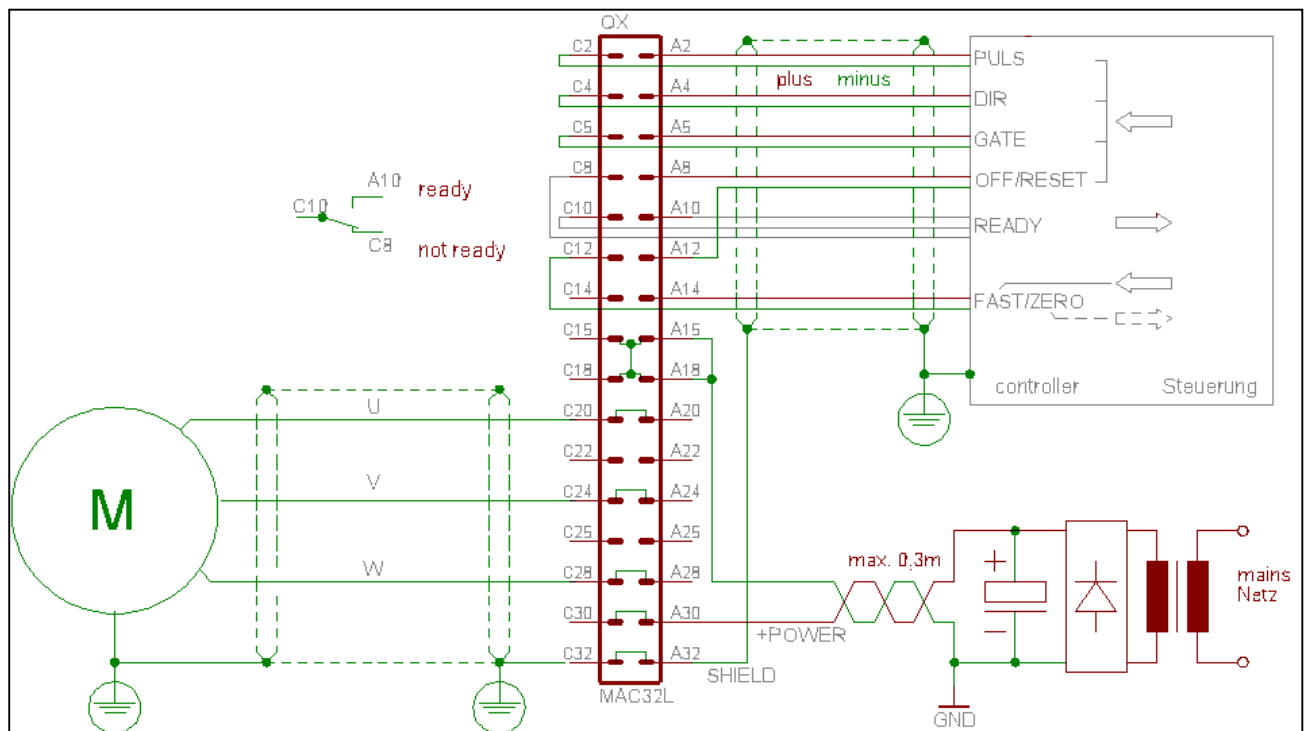 QX
C2 A2 PULS
plus minus
C4 A4 DIR
C5 A5 GATE
C8 A8 OFF/RESET
A10 ready
C10
C8 not ready
C10 A10 READY
C12 A12
C14 A14 FAST/ZERO
C15 A15
C18 A18 controller Steuerung
U C20 A20
C22 A22
M V C24 A24
C25 A25
max. 0,3m
W C28 A28
+ mains
Netz
C30 A30 +POWER
−
C32 A32 SHIELD
MAC32L
GND